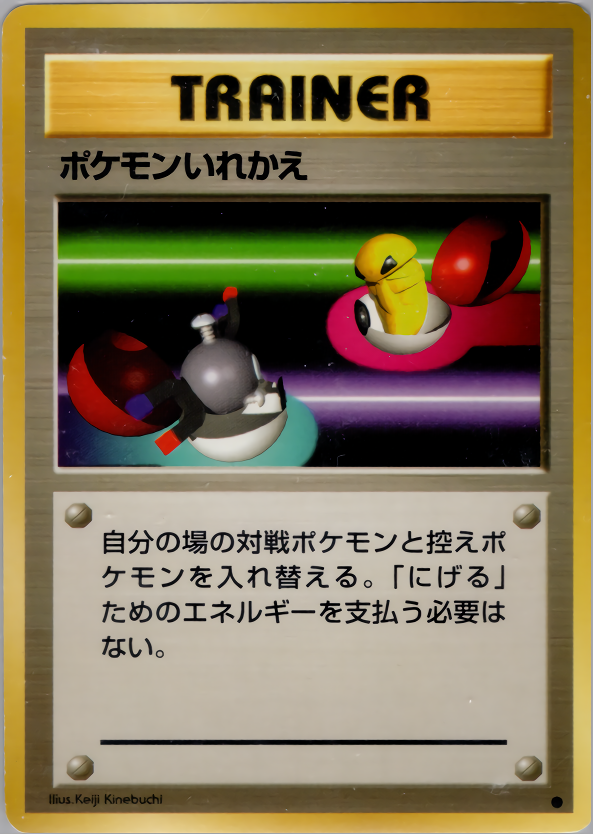 TRAINER
ポケモンいれかえ
自分の場の対戦ポケモンと控えポ
ケモンを入れ替える。「にげる」
ためのエネルギーを支払う必要は
ない。
Illus.Keiji Kinebuchi